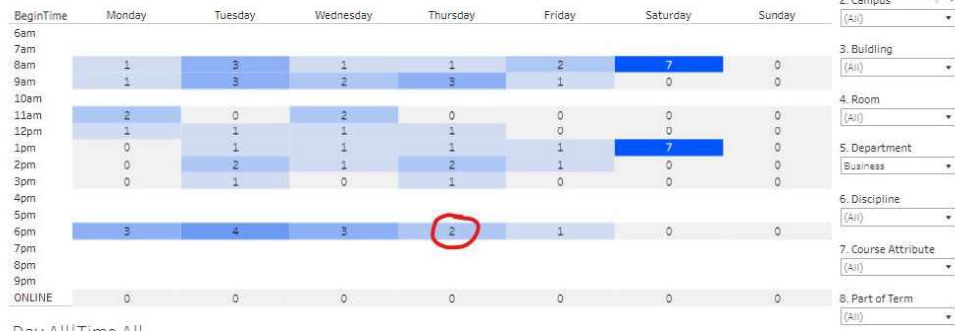 2. Campus
BeginTime Monday Tuesday Wednesday Thursday Friday Saturday Sunday
(All)
6am
7am
3. Buidling
8am 1 3 1 1 2 7 0
(All)
9am 1 3 2 3 1 0 0
10am
4. Room
11am 2 0 2 0 0 0 0
(All)
12pm 1 1 1 1 0 0 0
1pm 0 1 1 1 1 7 0
5. Department
2pm 0 2 1 2 1 0 0
Business
3pm 0 1 0 1 0 0 0
4pm
6. Discipline
5pm
(All)
6pm 3 4 3 2 1 0 0
7pm
7. Course Attribute
8pm
(All)
9pm
ONLINE 0 0 0 0 0 0 0
8. Part of Term
(All)
Day All|Time All